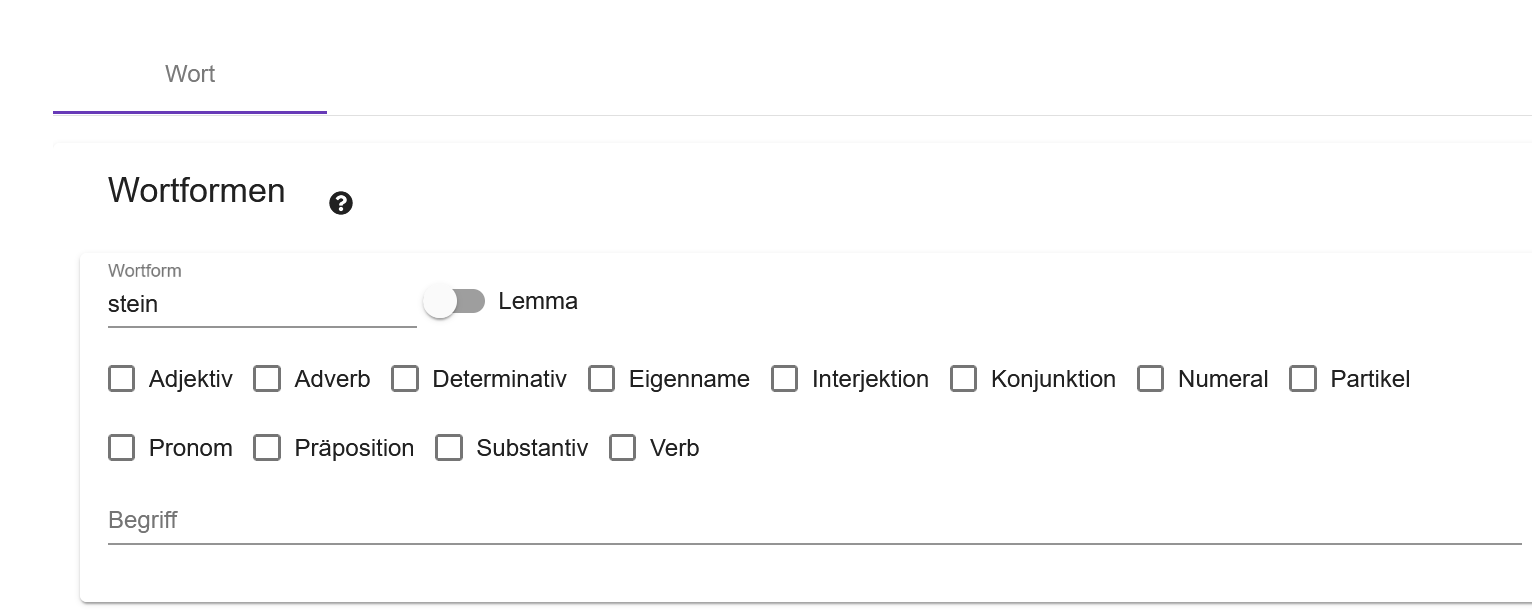 Wort
Wortformen
Wortform
stein Lemma
Adjektiv Adverb Determinativ Eigenname Interjektion Konjunktion Numeral Partikel
Pronom Präposition Substantiv Verb
Begriff